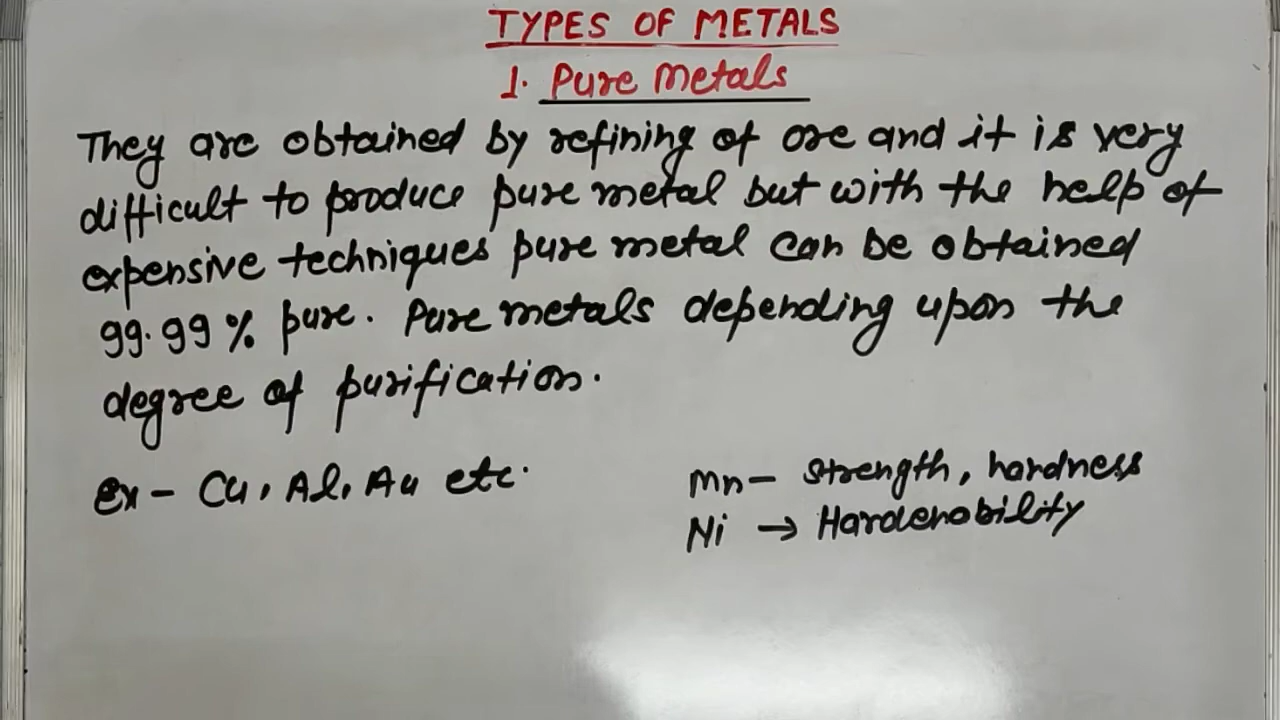 TYPES OF METALS
1. Pure Metals
They are obtained by refining of ore and it is very
difficult to produce pure metal but with the help of
expensive techniques pure metal can be obtained
99.99% pure. Pure metals depending upon the
degree of purification.
Ex- Cu, Al, Au etc.
Mn- Strength, hardness
Ni → Hardenability